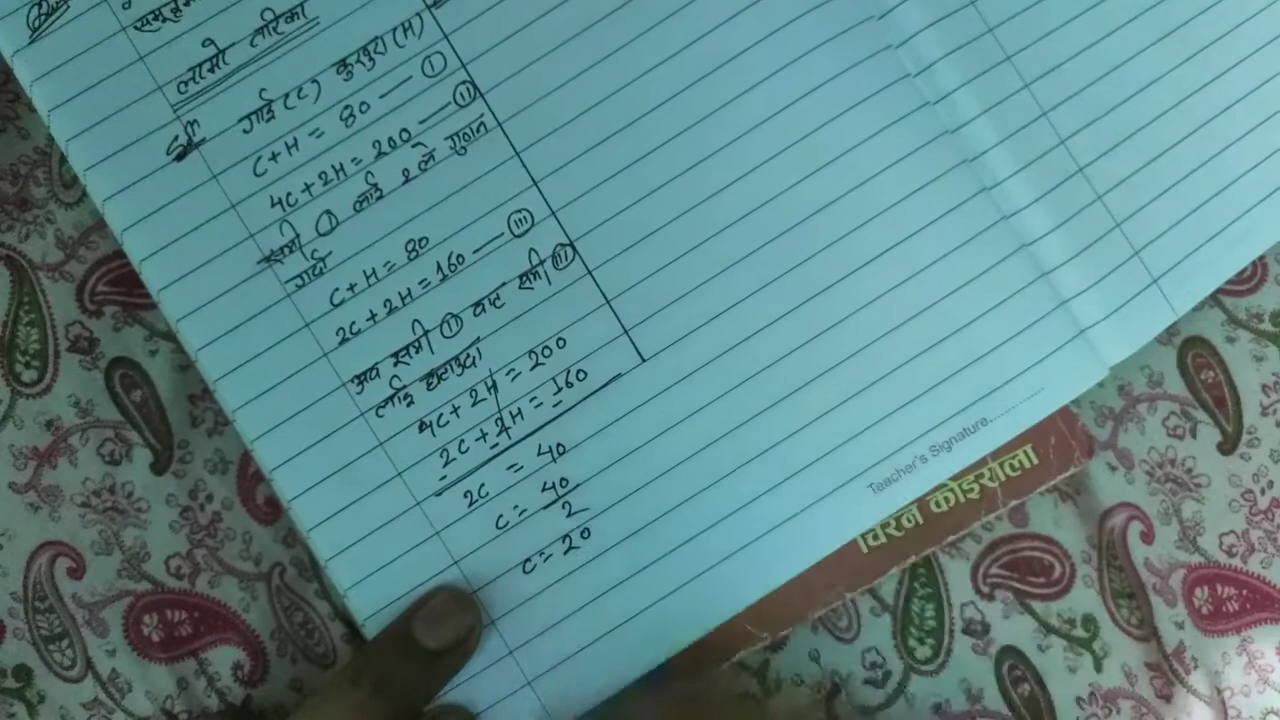 लामो तरिका
Soln गाई (C) कुखुरा (H)
C + H = 80 — (I)
4C + 2H = 200 — (II)
समी (I) लाई 2 ले गुणन
गर्दा
C + H = 80
2C + 2H = 160 — (III)
अब समी (II) बाट समी (III)
लाई घटाउदा
4C + 2H = 200
2C + 2H = 160
- - -
2C = 40
C = 40
2
C = 20
Teacher's Signature................
चिरन कोइराला